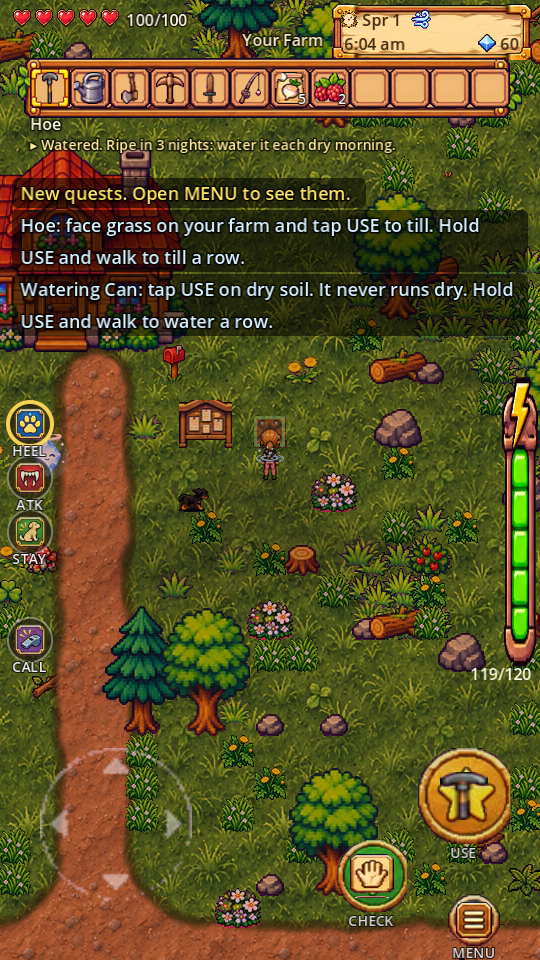 100/100
Spr 1
Your Farm
6:04 am
60
5
2
Hoe
▸ Watered. Ripe in 3 nights: water it each dry morning.
New quests. Open MENU to see them.
Hoe: face grass on your farm and tap USE to till. Hold
USE and walk to till a row.
Watering Can: tap USE on dry soil. It never runs dry. Hold
USE and walk to water a row.
HEEL
ATK
STAY
CALL
119/120
USE
CHECK
MENU